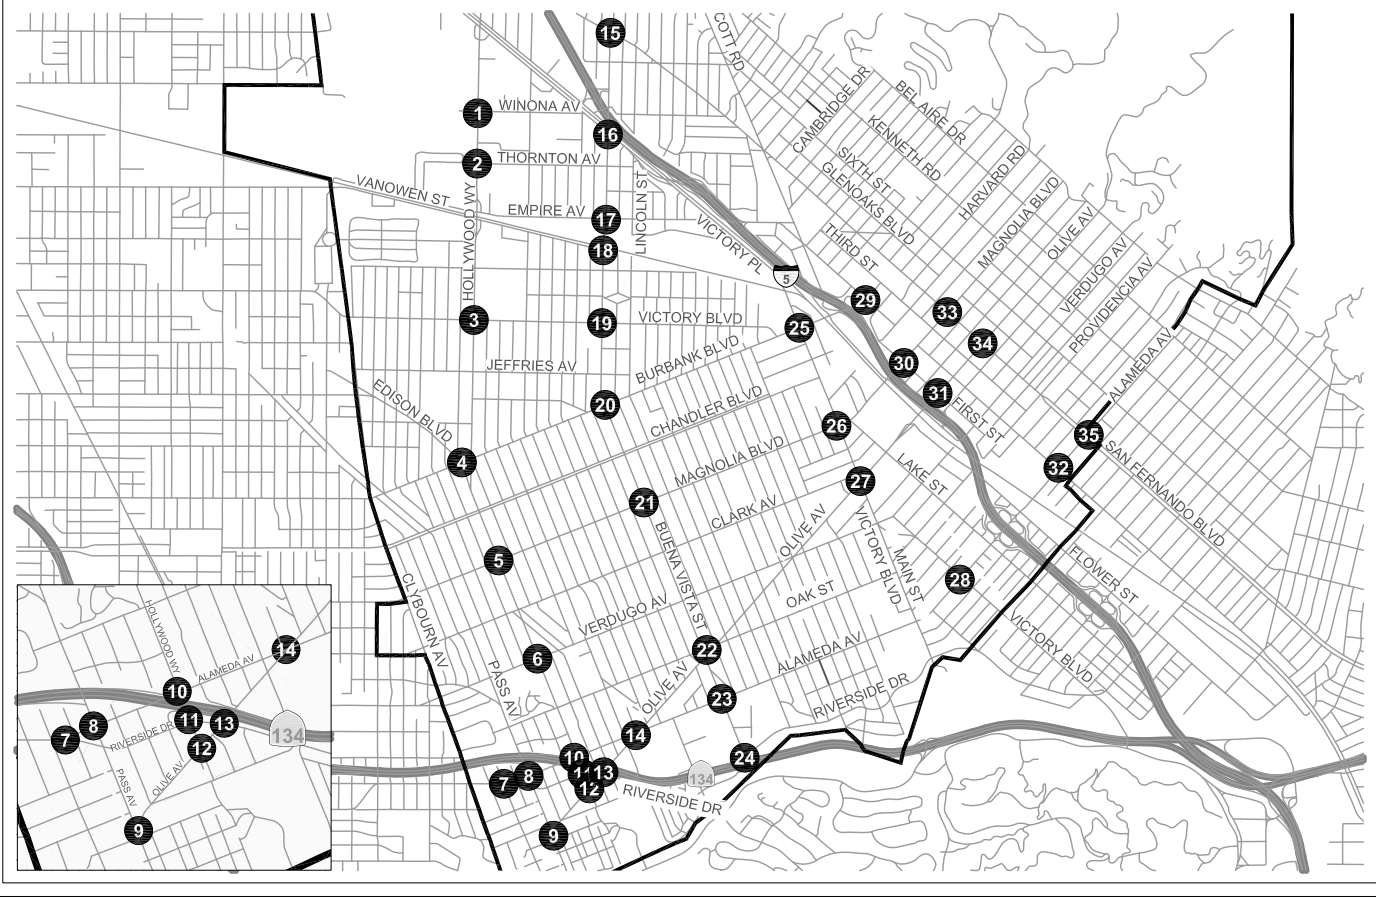 15
SCOTT RD
1
WINONA AV
16
CAMBRIDGE DR
BEL AIRE DR
KENNETH RD
2
THORNTON AV
SIXTH ST
HARVARD RD
GLENOAKS BLVD
VANOWEN ST
HOLLYWOOD WY
EMPIRE AV
17
LINCOLN ST
18
VICTORY PL
5
THIRD ST
MAGNOLIA BLVD
OLIVE AV
VERDUGO AV
PROVIDENCIA AV
29
33
3
19
VICTORY BLVD
25
34
ALAMEDA AV
JEFFRIES AV
BURBANK BLVD
30
EDISON BLVD
20
CHANDLER BLVD
31
FIRST ST
26
35
4
MAGNOLIA BLVD
LAKE ST
32
SAN FERNANDO BLVD
21
27
CLARK AV
OLIVE AV
BUENA VISTA ST
VICTORY BLVD
MAIN ST
5
28
FLOWER ST
CLYBOURN AV
VERDUGO AV
OAK ST
VICTORY BLVD
6
22
ALAMEDA AV
PASS AV
OLIVE AV
23
RIVERSIDE DR
14
24
10
11
13
7
8
12
134
RIVERSIDE DR
9
HOLLYWOOD WY
14
ALAMEDA AV
10
8
11
13
7
RIVERSIDE DR
12
134
PASS AV
OLIVE AV
9